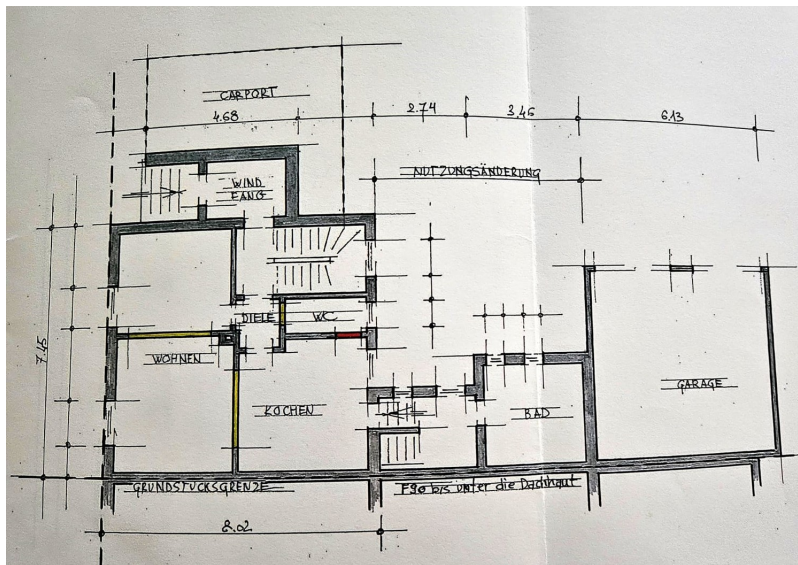 CARPORT
4.68
2.74
3.46
6.13
NUTZUNGSÄNDERUNG
WIND
FANG
DIELE
WC
WOHNEN
7.45
KOCHEN
BAD
GARAGE
GRUNDSTÜCKSGRENZE
F90 bis unter die Dachhaut
8.02